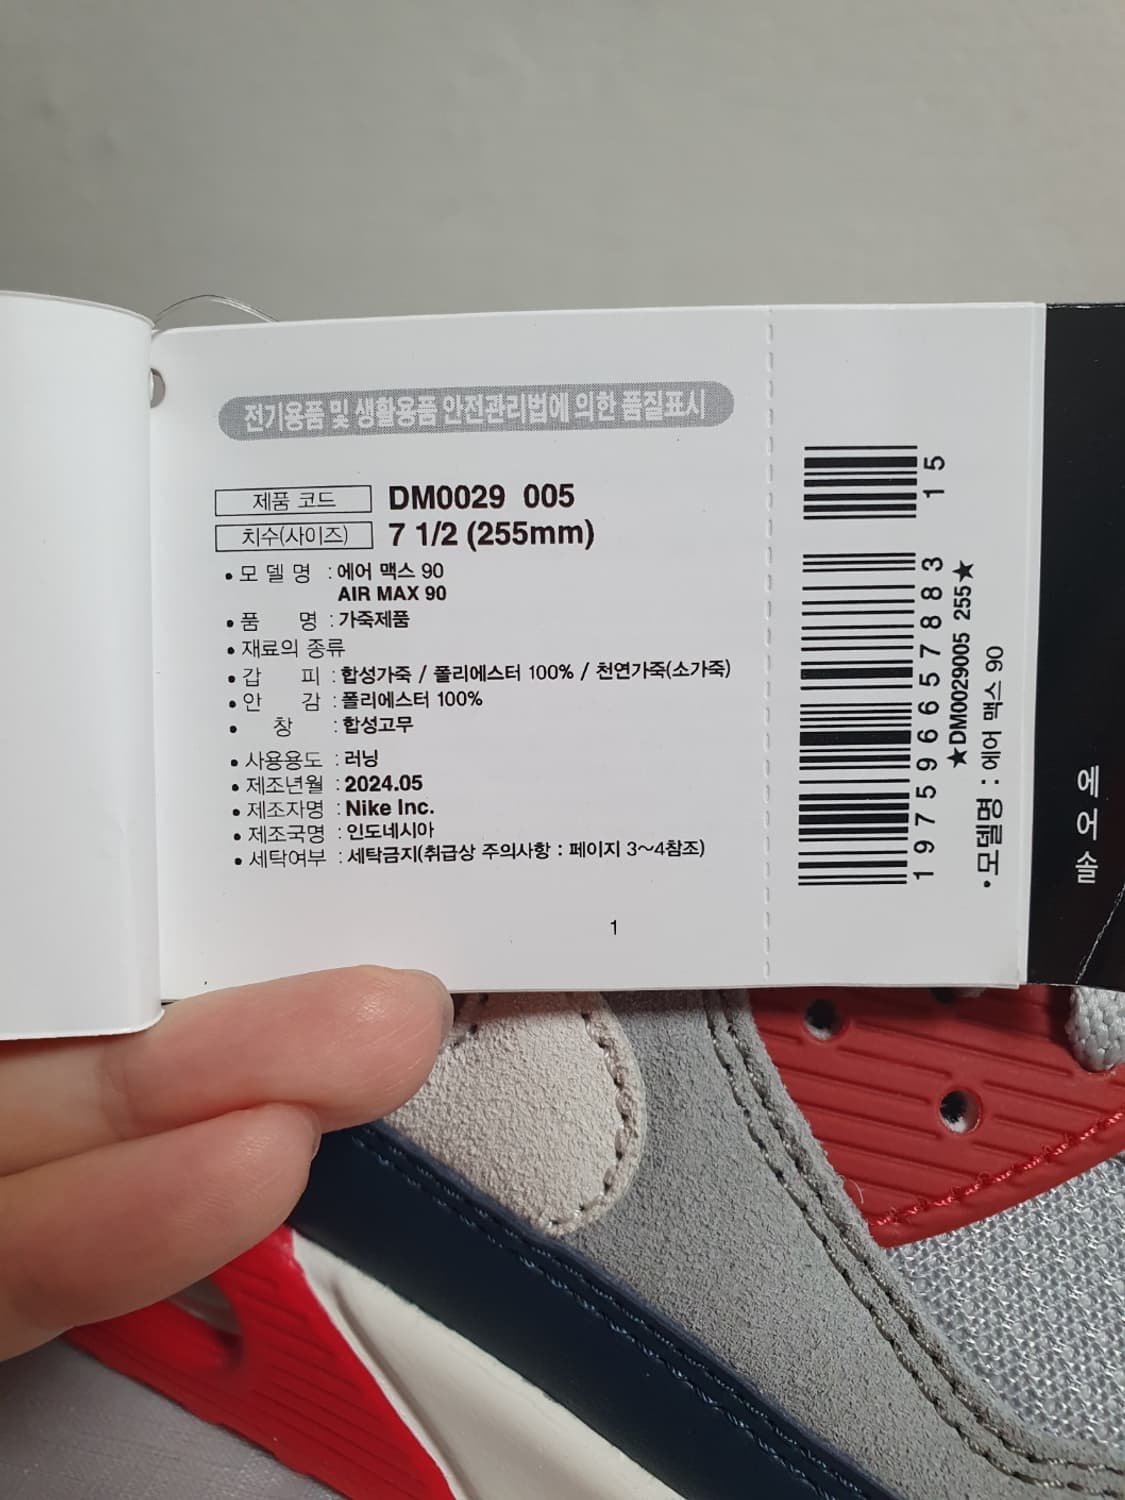 전기용품 및 생활용품 안전관리법에 의한 품질표시
제품 코드 DM0029 005
치수(사이즈) 7 1/2 (255mm)
• 모 델 명 : 에어 맥스 90
AIR MAX 90
• 품 명 : 가죽제품
• 재료의 종류
• 갑 피 : 합성가죽 / 폴리에스터 100% / 천연가죽(소가죽)
• 안 감 : 폴리에스터 100%
• 창 : 합성고무
• 사용용도 : 러닝
• 제조년월 : 2024.05
• 제조자명 : Nike Inc.
• 제조국명 : 인도네시아
• 세탁여부 : 세탁금지(취급상 주의사항 : 페이지 3~4참조)
1
197596657883 15
★DM0029005 255★
• 모델명 : 에어 맥스 90
에어솔